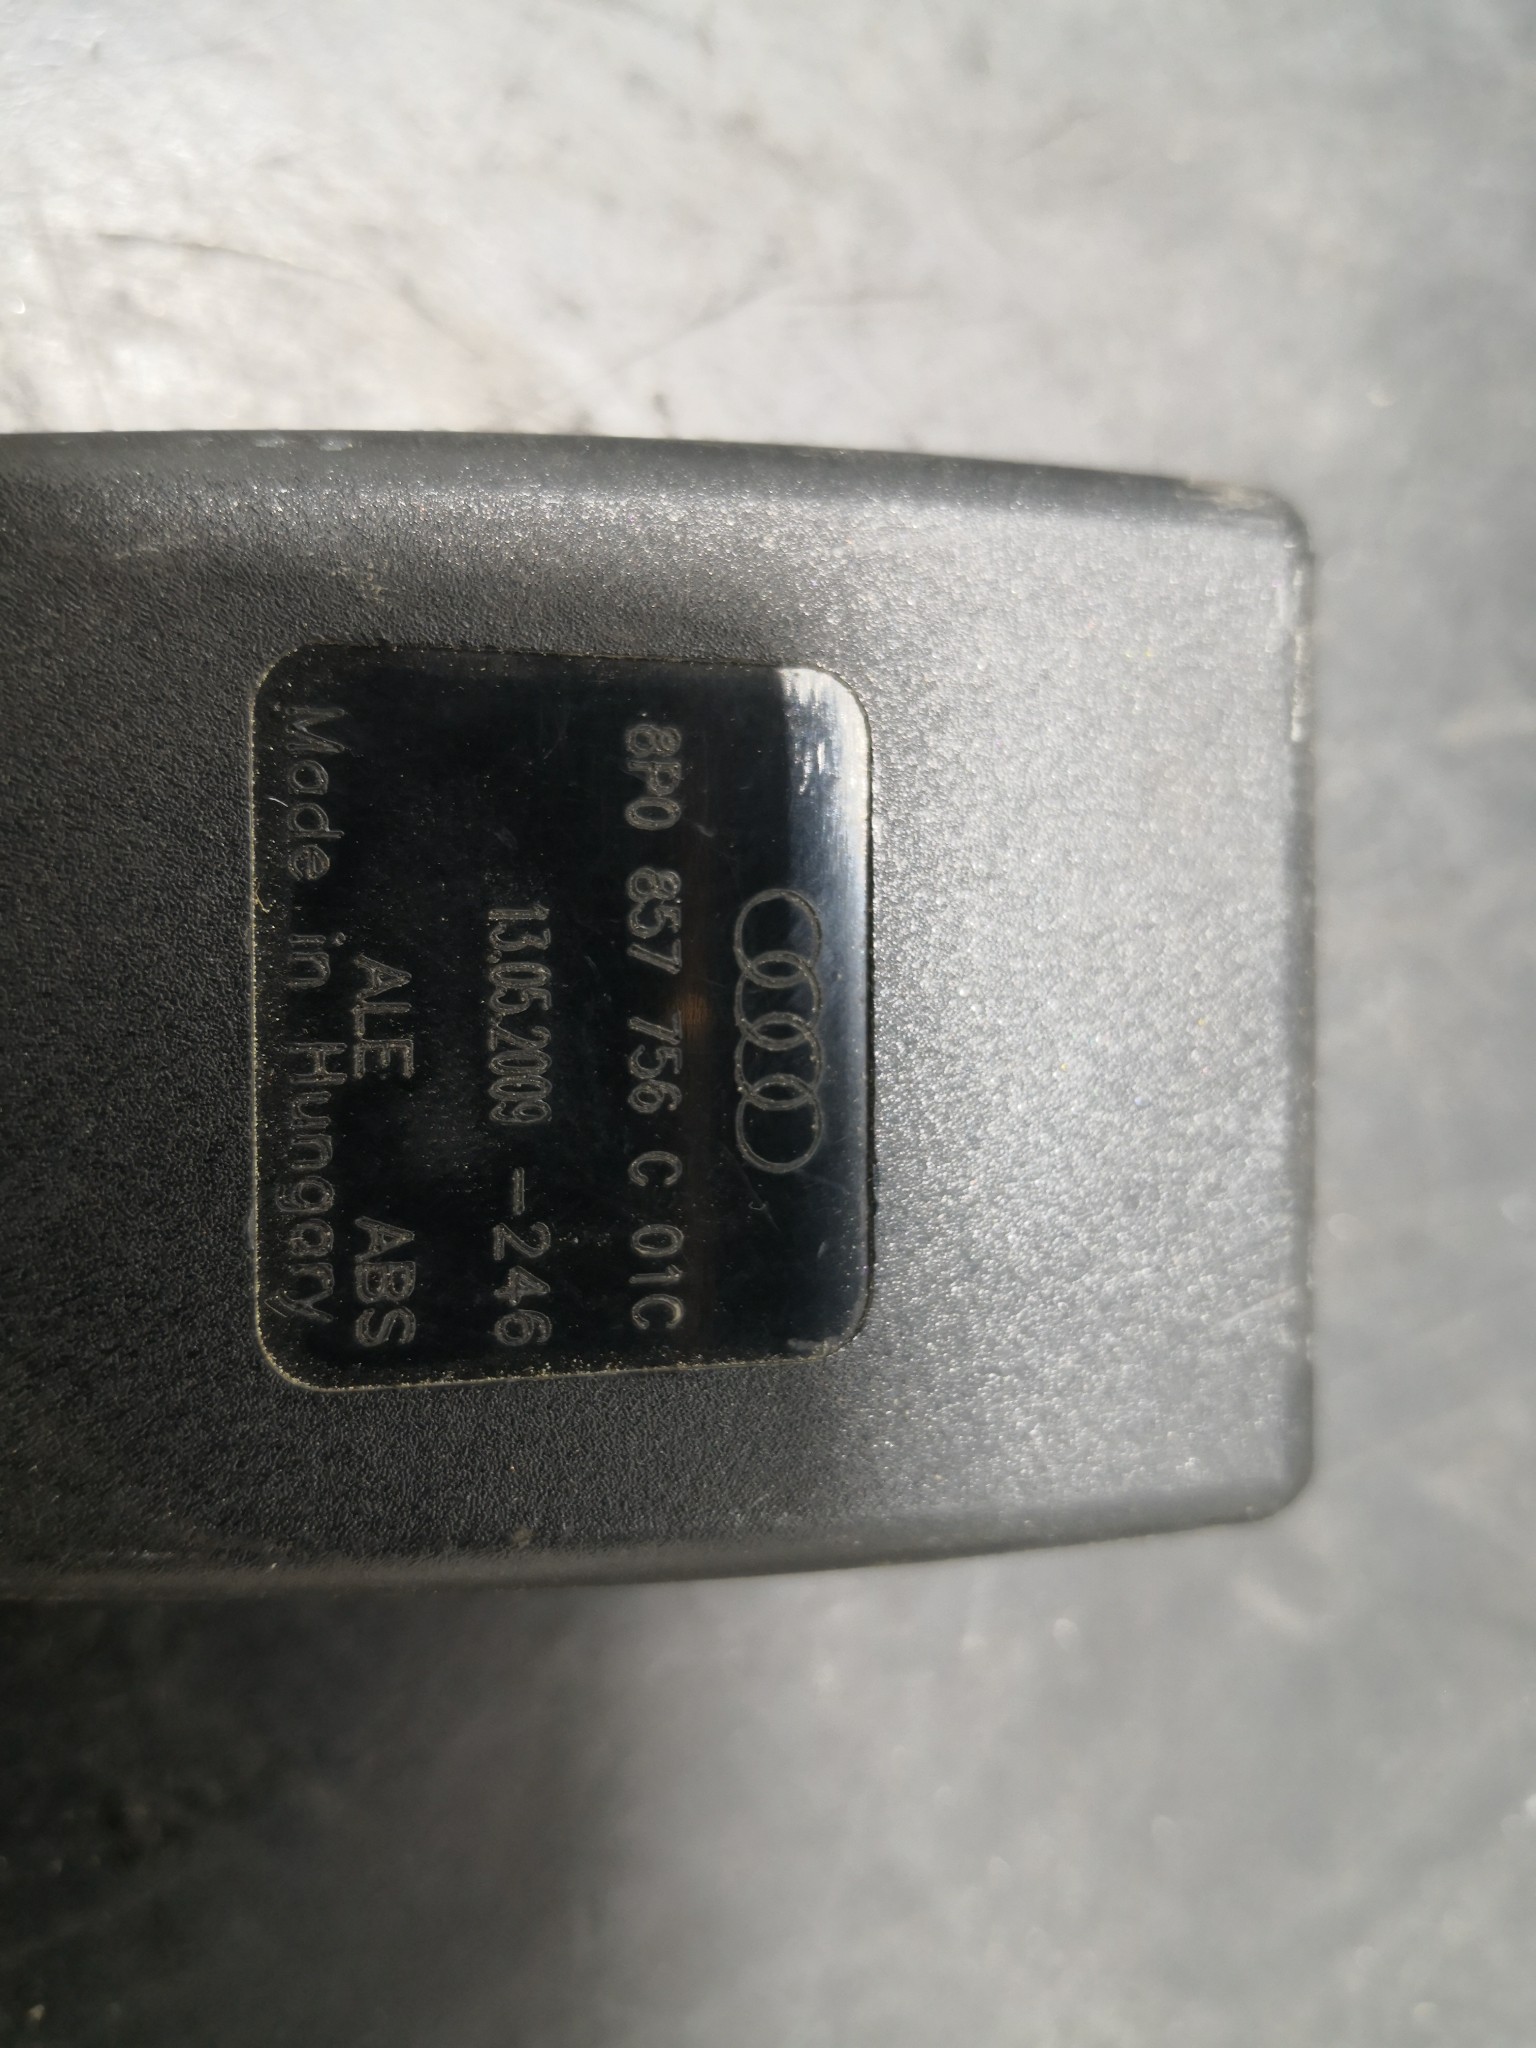 8P0 857 756 C 01C
13.05.2009 -246
ALE ABS
Made in Hungary